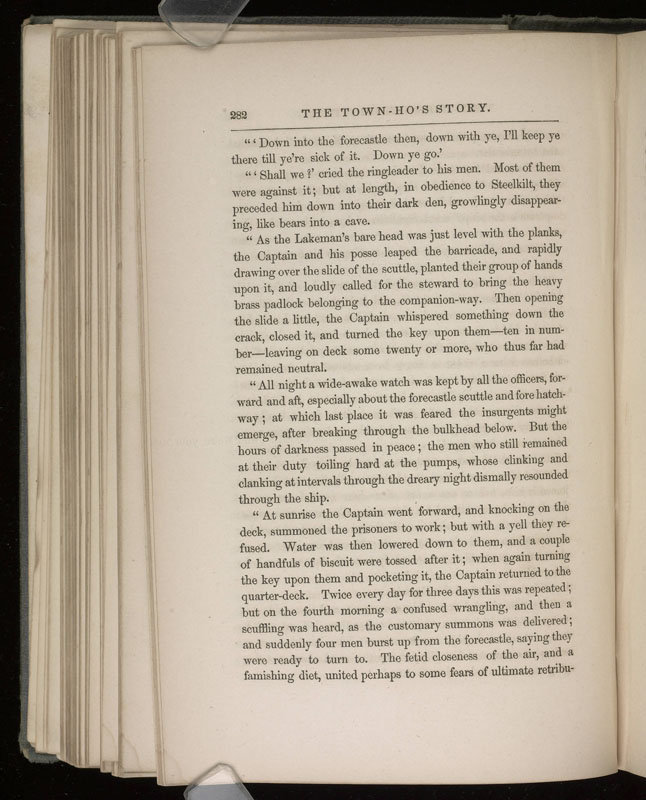 282 THE TOWN-HO'S STORY.
“‘Down into the forecastle then, down with ye, I'll keep ye
there till ye're sick of it. Down ye go.’
“‘Shall we?’ cried the ringleader to his men. Most of them
were against it; but at length, in obedience to Steelkilt, they
preceded him down into their dark den, growlingly disappear-
ing, like bears into a cave.
“As the Lakeman's bare head was just level with the planks,
the Captain and his posse leaped the barricade, and rapidly
drawing over the slide of the scuttle, planted their group of hands
upon it, and loudly called for the steward to bring the heavy
brass padlock belonging to the companion-way. Then opening
the slide a little, the Captain whispered something down the
crack, closed it, and turned the key upon them—ten in num-
ber—leaving on deck some twenty or more, who thus far had
remained neutral.
“All night a wide-awake watch was kept by all the officers, for-
ward and aft, especially about the forecastle scuttle and fore hatch-
way; at which last place it was feared the insurgents might
emerge, after breaking through the bulkhead below. But the
hours of darkness passed in peace; the men who still remained
at their duty toiling hard at the pumps, whose clinking and
clanking at intervals through the dreary night dismally resounded
through the ship.
“At sunrise the Captain went forward, and knocking on the
deck, summoned the prisoners to work; but with a yell they re-
fused. Water was then lowered down to them, and a couple
of handfuls of biscuit were tossed after it; when again turning
the key upon them and pocketing it, the Captain returned to the
quarter-deck. Twice every day for three days this was repeated;
but on the fourth morning a confused wrangling, and then a
scuffling was heard, as the customary summons was delivered;
and suddenly four men burst up from the forecastle, saying they
were ready to turn to. The fetid closeness of the air, and a
famishing diet, united perhaps to some fears of ultimate retribu-